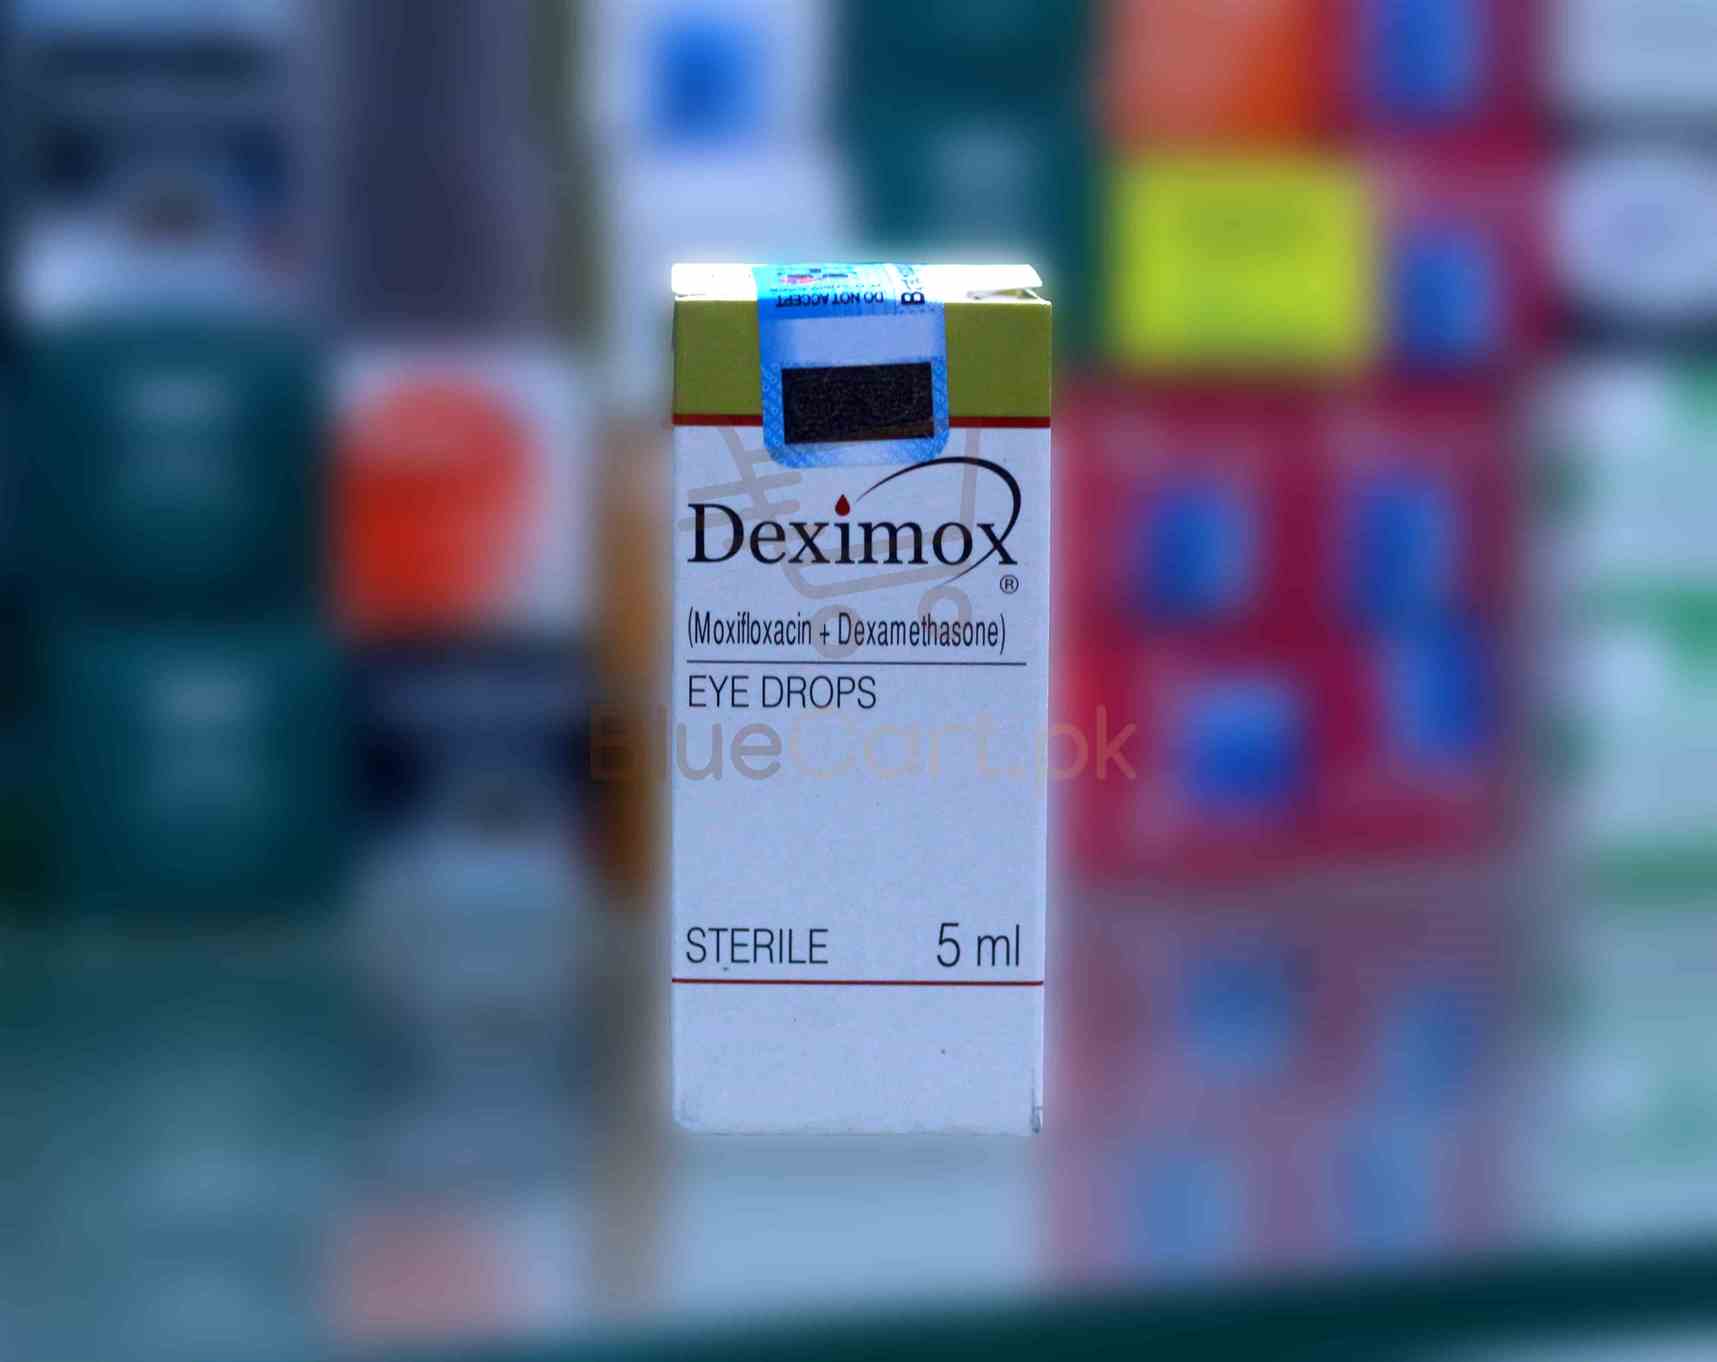 DO NOT ACCEPT
Deximox
®
(Moxifloxacin + Dexamethasone)
EYE DROPS
BlueCart.pk
STERILE 5 ml